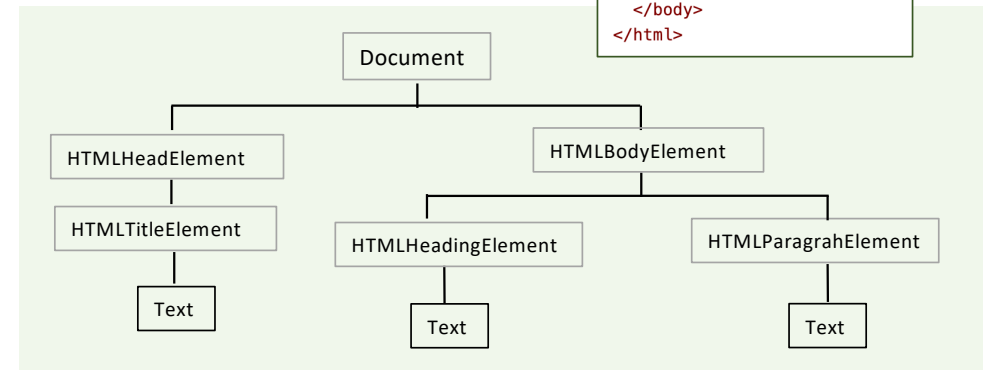 </body>
</html>
Document
HTMLHeadElement
HTMLBodyElement
HTMLTitleElement
HTMLHeadingElement
HTMLParagrahElement
Text
Text
Text